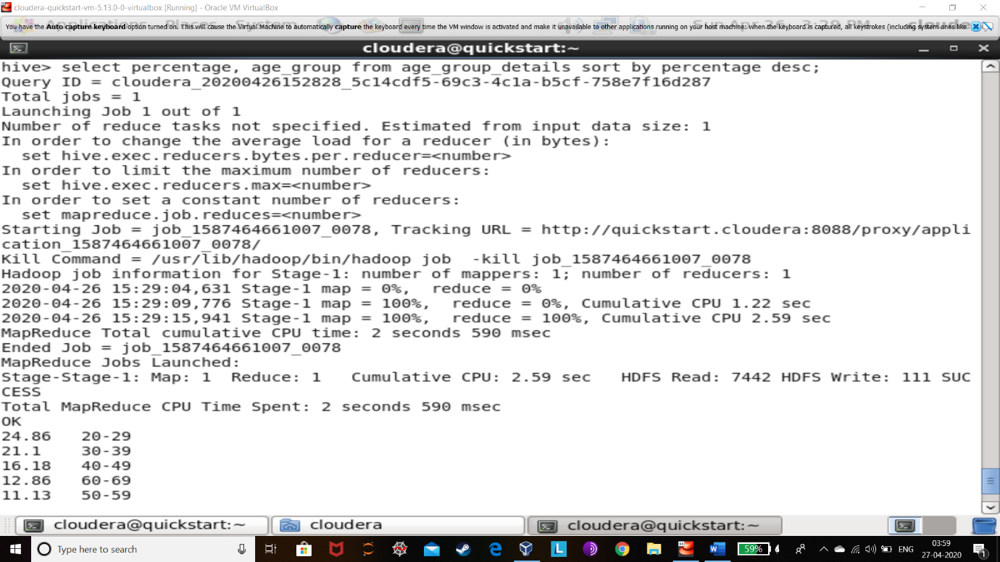 cloudera-quickstart-vm-5.13.0-0-virtualbox [Running] - Oracle VM VirtualBox
You have the Auto capture keyboard option turned on. This will cause the Virtual Machine to automatically capture the keyboard every time the VM window is activated and make it unavailable to other applications running on your host machine: when the keyboard is captured, all keystrokes (including system ones like
cloudera@quickstart:~
hive> select percentage, age_group from age_group_details sort by percentage desc;
Query ID = cloudera_20200426152828_5c14cdf5-69c3-4c1a-b5cf-758e7f16d287
Total jobs = 1
Launching Job 1 out of 1
Number of reduce tasks not specified. Estimated from input data size: 1
In order to change the average load for a reducer (in bytes):
  set hive.exec.reducers.bytes.per.reducer=<number>
In order to limit the maximum number of reducers:
  set hive.exec.reducers.max=<number>
In order to set a constant number of reducers:
  set mapreduce.job.reduces=<number>
Starting Job = job_1587464661007_0078, Tracking URL = http://quickstart.cloudera:8088/proxy/appli
cation_1587464661007_0078/
Kill Command = /usr/lib/hadoop/bin/hadoop job  -kill job_1587464661007_0078
Hadoop job information for Stage-1: number of mappers: 1; number of reducers: 1
2020-04-26 15:29:04,631 Stage-1 map = 0%,  reduce = 0%
2020-04-26 15:29:09,776 Stage-1 map = 100%,  reduce = 0%, Cumulative CPU 1.22 sec
2020-04-26 15:29:15,941 Stage-1 map = 100%,  reduce = 100%, Cumulative CPU 2.59 sec
MapReduce Total cumulative CPU time: 2 seconds 590 msec
Ended Job = job_1587464661007_0078
MapReduce Jobs Launched:
Stage-Stage-1: Map: 1  Reduce: 1   Cumulative CPU: 2.59 sec   HDFS Read: 7442 HDFS Write: 111 SUC
CESS
Total MapReduce CPU Time Spent: 2 seconds 590 msec
OK
24.86	20-29
21.1	30-39
16.18	40-49
12.86	60-69
11.13	50-59
cloudera@quickstart:~ cloudera cloudera@quickstart:~
Type here to search 59% ENG 03:59
27-04-2020